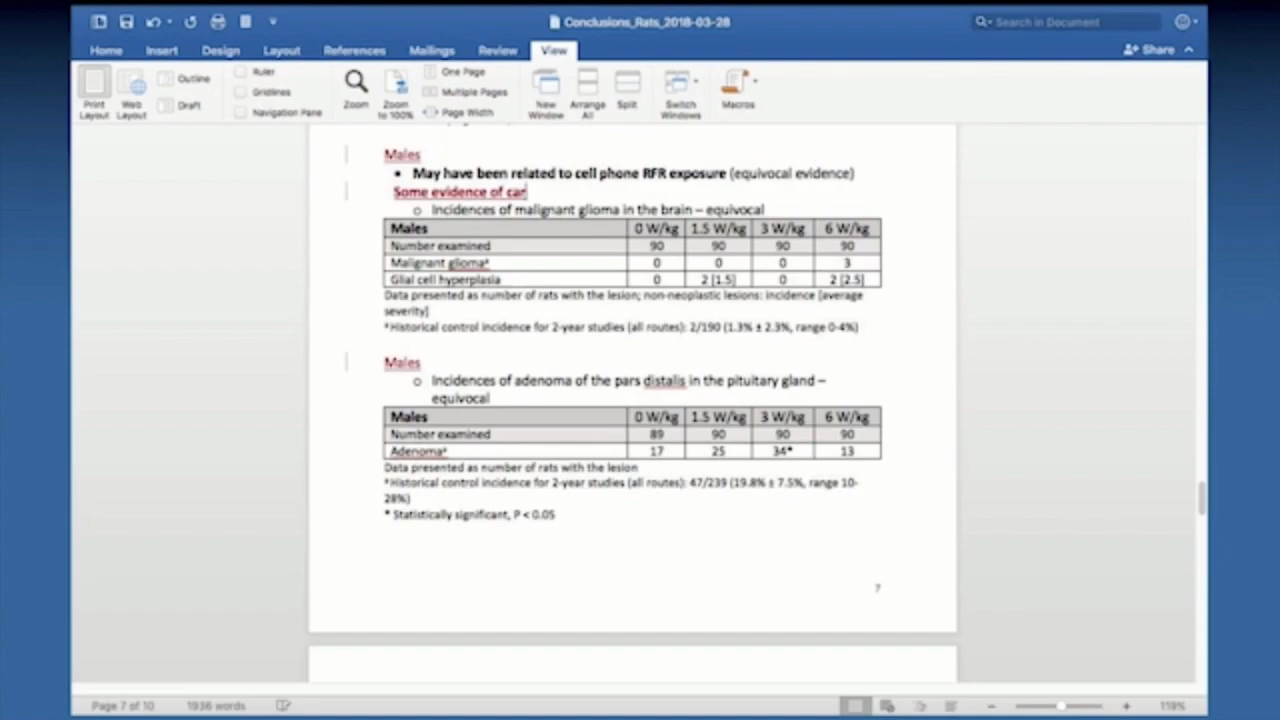 Conclusions_Rats_2018-03-28
Search in Document
Home Insert Design Layout References Mailings Review View Share
Print Layout
Web Layout
Outline
Draft
Ruler
Gridlines
Navigation Pane
Zoom
Zoom to 100%
One Page
Multiple Pages
Page Width
New Window
Arrange All
Split
Switch Windows
Macros
Males
• May have been related to cell phone RFR exposure (equivocal evidence)
Some evidence of car
o Incidences of malignant glioma in the brain – equivocal
Males 0 W/kg 1.5 W/kg 3 W/kg 6 W/kg
Number examined 90 90 90 90
Malignant gliomaᵃ 0 0 0 3
Glial cell hyperplasia 0 2 [1.5] 0 2 [2.5]
Data presented as number of rats with the lesion; non-neoplastic lesions: incidence [average
severity]
ᵃ Historical control incidence for 2-year studies (all routes): 2/190 (1.3% ± 2.3%, range 0-4%)
Males
o Incidences of adenoma of the pars distalis in the pituitary gland –
equivocal
Males 0 W/kg 1.5 W/kg 3 W/kg 6 W/kg
Number examined 89 90 90 90
Adenomaᵃ 17 25 34* 13
Data presented as number of rats with the lesion
ᵃ Historical control incidence for 2-year studies (all routes): 47/239 (19.8% ± 7.5%, range 10-
28%)
* Statistically significant, P < 0.05
7
Page 7 of 10 1936 words 119%